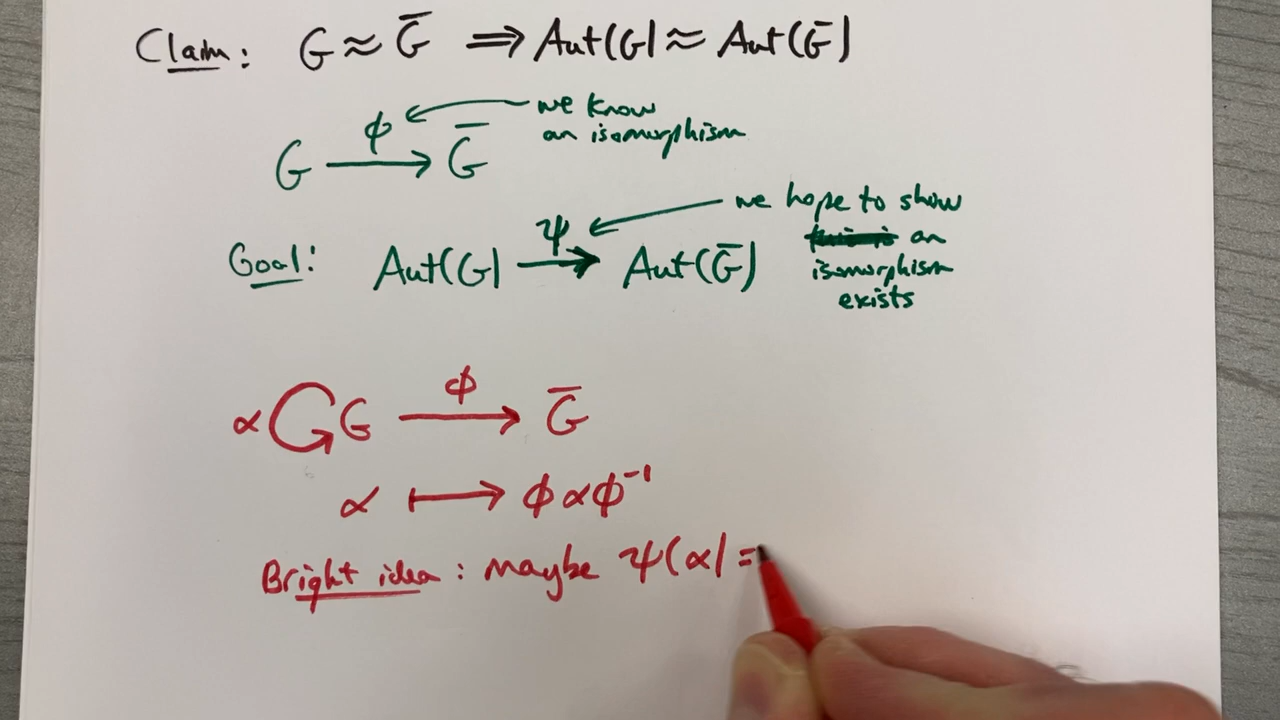 Claim: G ≈ G̅ ⟹ Aut(G) ≈ Aut(G̅)
we know
an isomorphism
G ⟶ϕ G̅
we hope to show
Goal: Aut(G) ⟶ψ Aut(G̅)
an
isomorphism
exists
α G ⟶ϕ G̅
α ⟼ ϕαϕ⁻¹
Bright idea: maybe ψ(α) =